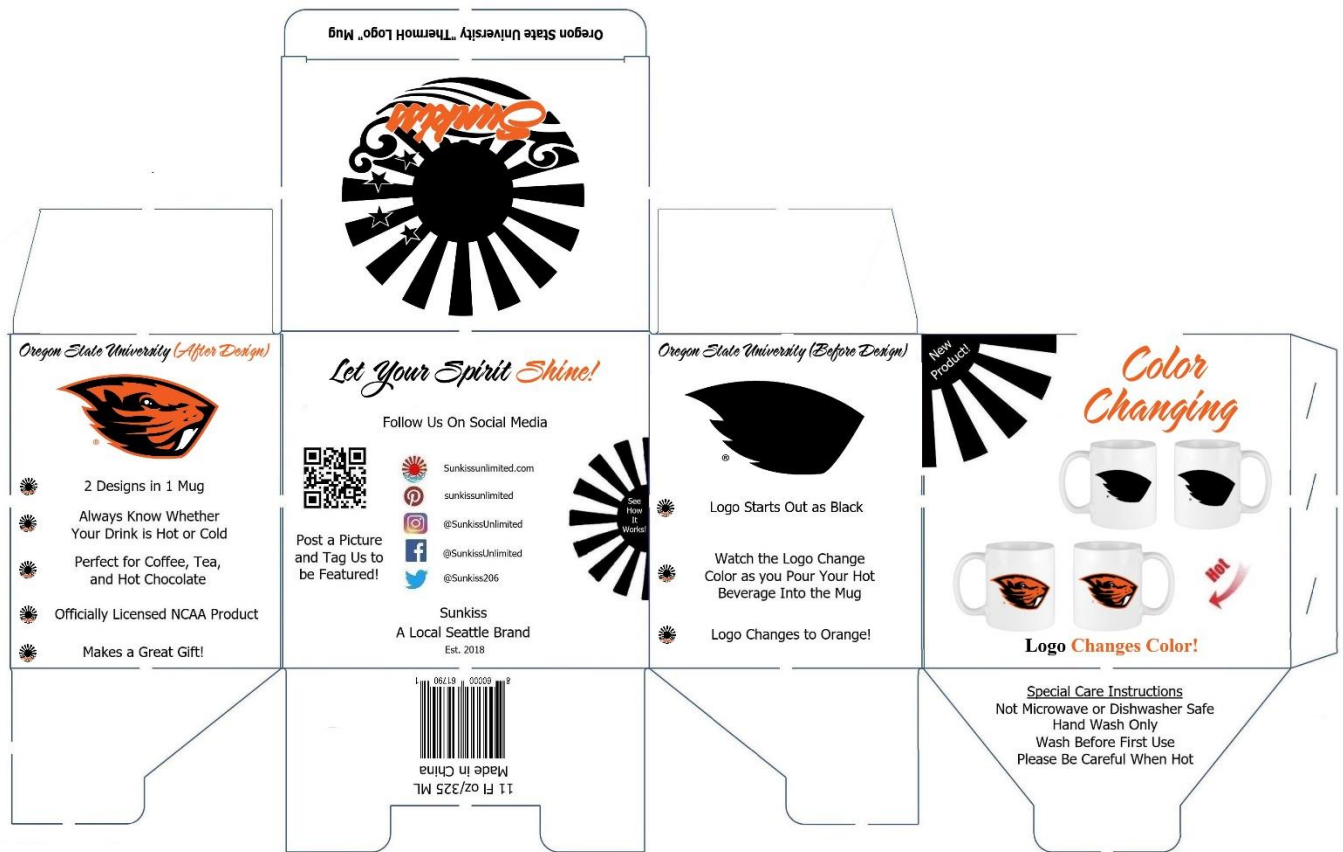 Oregon State University "ThermoH Logo" Mug
Sunkiss
Oregon State University (After Design)
®
2 Designs in 1 Mug
Always Know Whether
Your Drink is Hot or Cold
Perfect for Coffee, Tea,
and Hot Chocolate
Officially Licensed NCAA Product
Makes a Great Gift!
Let Your Spirit Shine!
Follow Us On Social Media
Sunkissunlimited.com
sunkissunlimited
@SunkissUnlimited
@SunkissUnlimited
@Sunkiss206
Post a Picture
and Tag Us to
be Featured!
See
How
It
Works!
Sunkiss
A Local Seattle Brand
Est. 2018
Oregon State University (Before Design)
®
Logo Starts Out as Black
Watch the Logo Change
Color as you Pour Your Hot
Beverage Into the Mug
Logo Changes to Orange!
New
Product!
Color
Changing
Hot
Logo Changes Color!
8 60000 61790 1
Made in China
11 Fl oz/325 ML
Special Care Instructions
Not Microwave or Dishwasher Safe
Hand Wash Only
Wash Before First Use
Please Be Careful When Hot